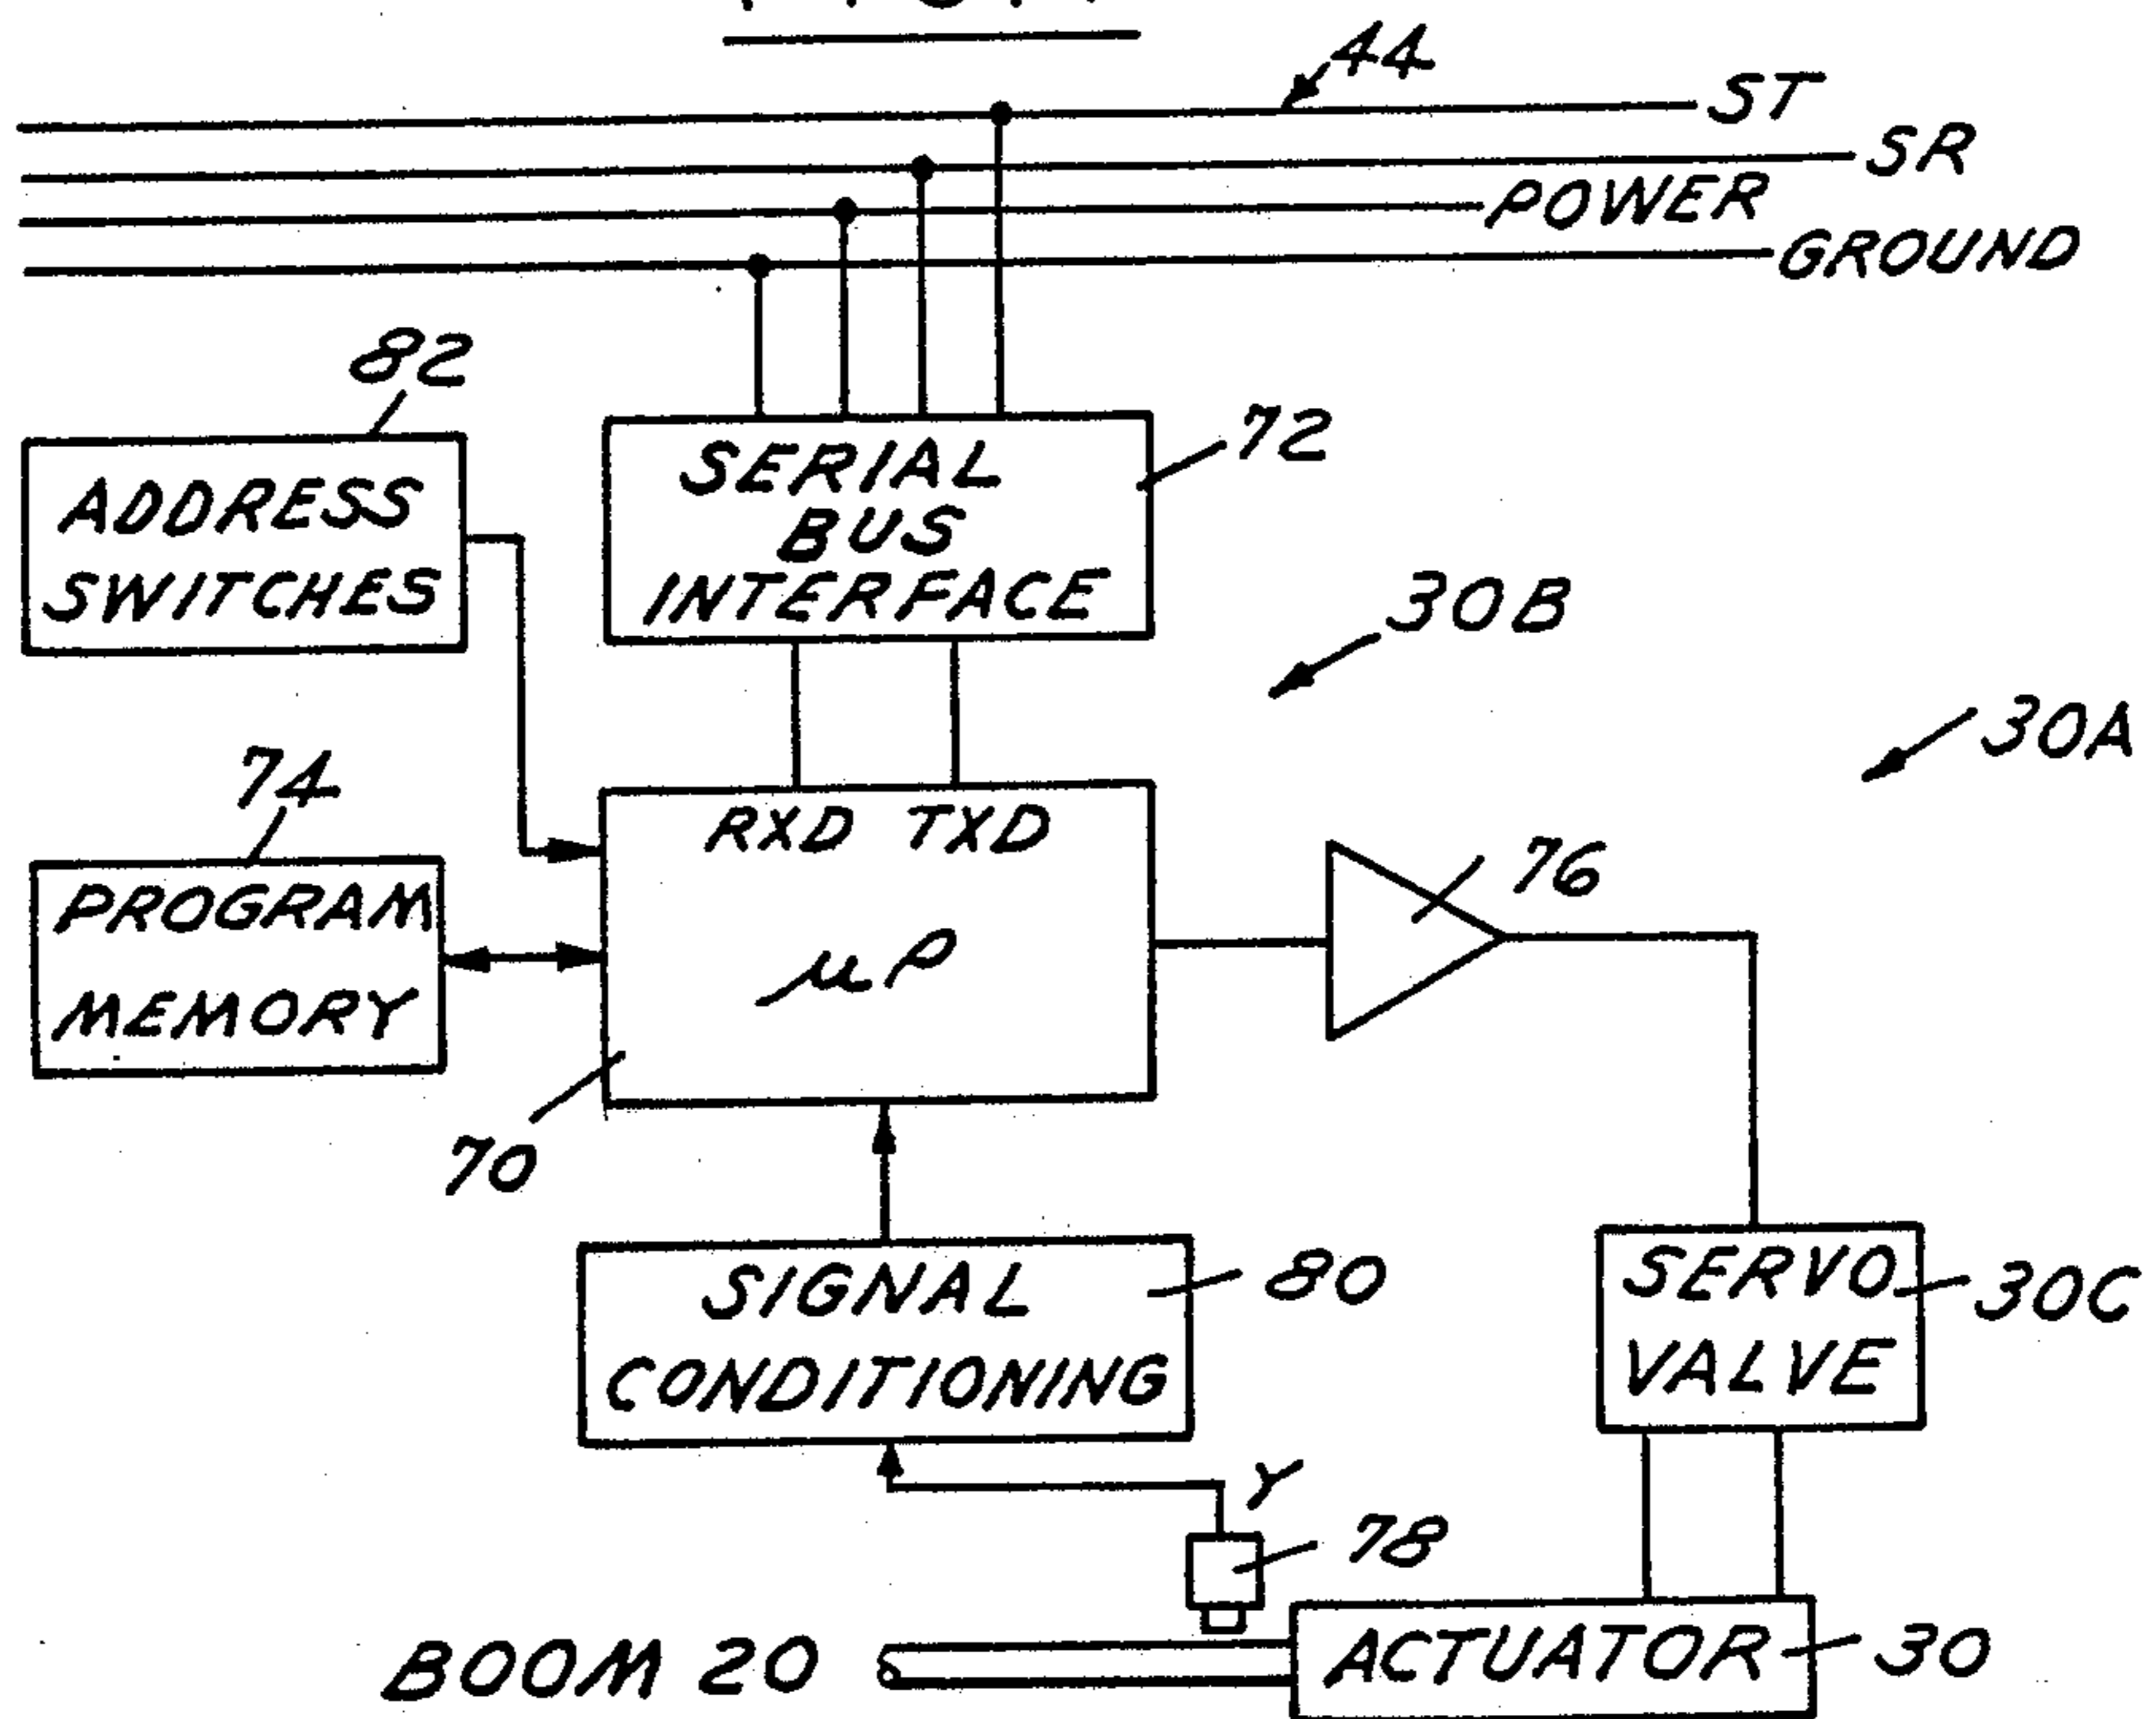 44
ST
SR
POWER
GROUND
82
ADDRESS
SWITCHES
SERIAL
BUS
INTERFACE
72
30B
30A
74
PROGRAM
MEMORY
RXD TXD
μP
76
70
SIGNAL
CONDITIONING
80
SERVO
VALVE
30C
Y
78
BOOM 20
ACTUATOR
30